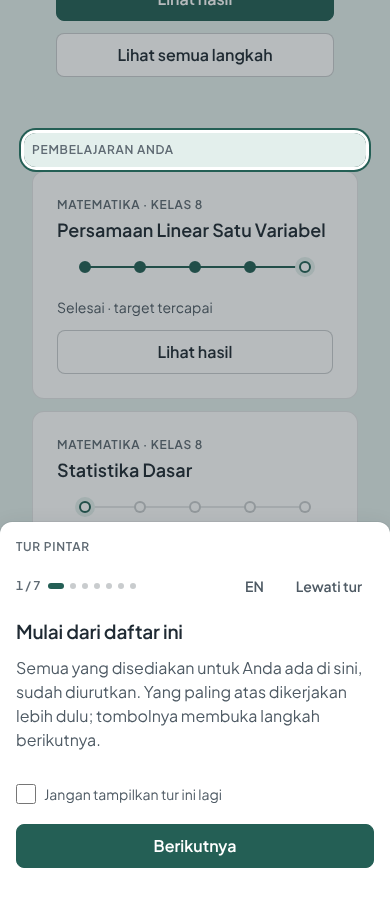 Lihat hasil
Lihat semua langkah
PEMBELAJARAN ANDA
MATEMATIKA · KELAS 8
Persamaan Linear Satu Variabel
Selesai · target tercapai
Lihat hasil
MATEMATIKA · KELAS 8
Statistika Dasar
TUR PINTAR
1 / 7
EN
Lewati tur
Mulai dari daftar ini
Semua yang disediakan untuk Anda ada di sini,
sudah diurutkan. Yang paling atas dikerjakan
lebih dulu; tombolnya membuka langkah
berikutnya.
Jangan tampilkan tur ini lagi
Berikutnya